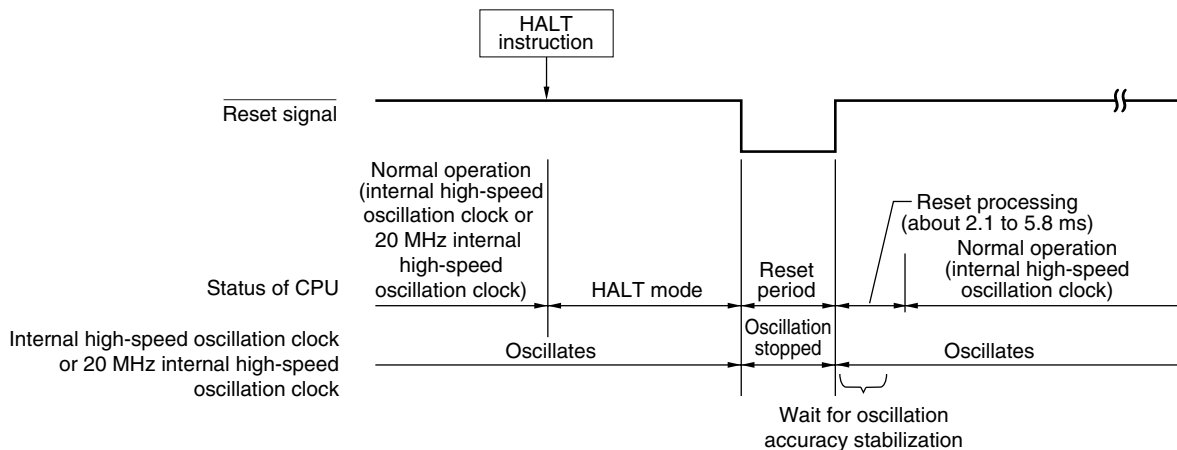 HALT
instruction
Reset signal
Normal operation
(internal high-speed
oscillation clock or
20 MHz internal
high-speed
oscillation clock)
Reset processing
(about 2.1 to 5.8 ms)
Normal operation
(internal high-speed
oscillation clock)
Status of CPU
HALT mode
Reset
period
Internal high-speed oscillation clock
or 20 MHz internal high-speed
oscillation clock
Oscillates
Oscillation
stopped
Oscillates
Wait for oscillation
accuracy stabilization